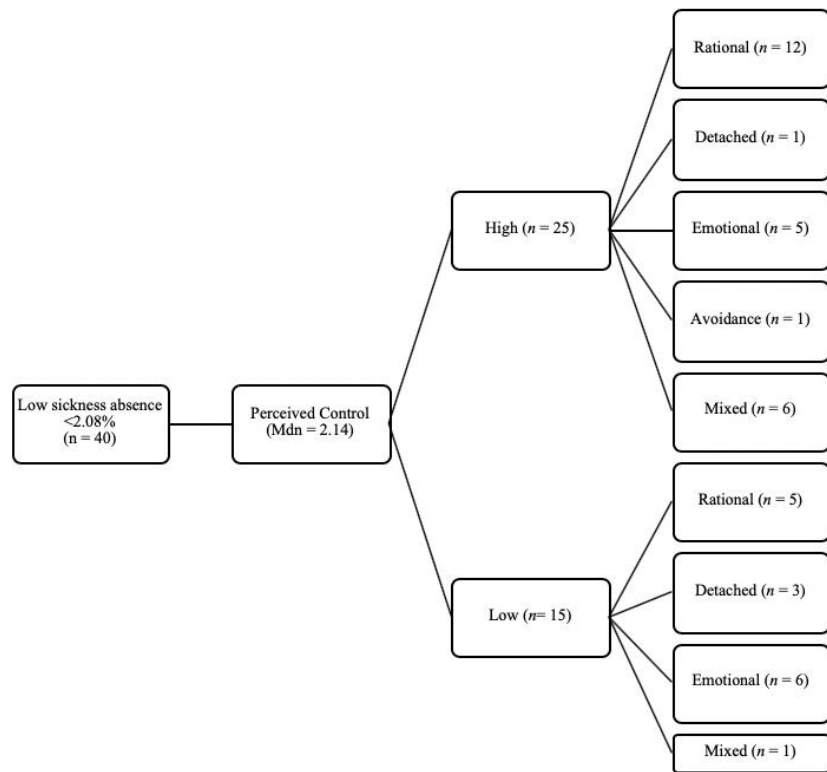 Low sickness absence
<2.08%
(n = 40)
Perceived Control
(Mdn = 2.14)
High (n = 25)
Rational (n = 12)
Detached (n = 1)
Emotional (n = 5)
Avoidance (n = 1)
Mixed (n = 6)
Low (n= 15)
Rational (n = 5)
Detached (n = 3)
Emotional (n = 6)
Mixed (n = 1)